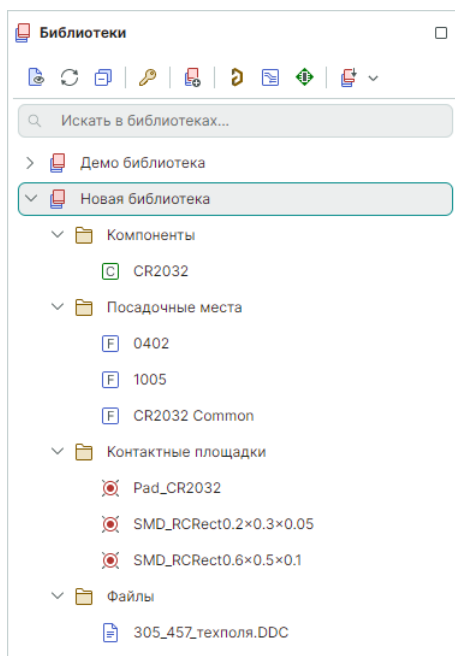 Библиотеки
Искать в библиотеках...
Демо библиотека
Новая библиотека
Компоненты
C CR2032
Посадочные места
F 0402
F 1005
F CR2032 Common
Контактные площадки
Pad_CR2032
SMD_RCRect0.2×0.3×0.05
SMD_RCRect0.6×0.5×0.1
Файлы
305_457_техполя.DDC